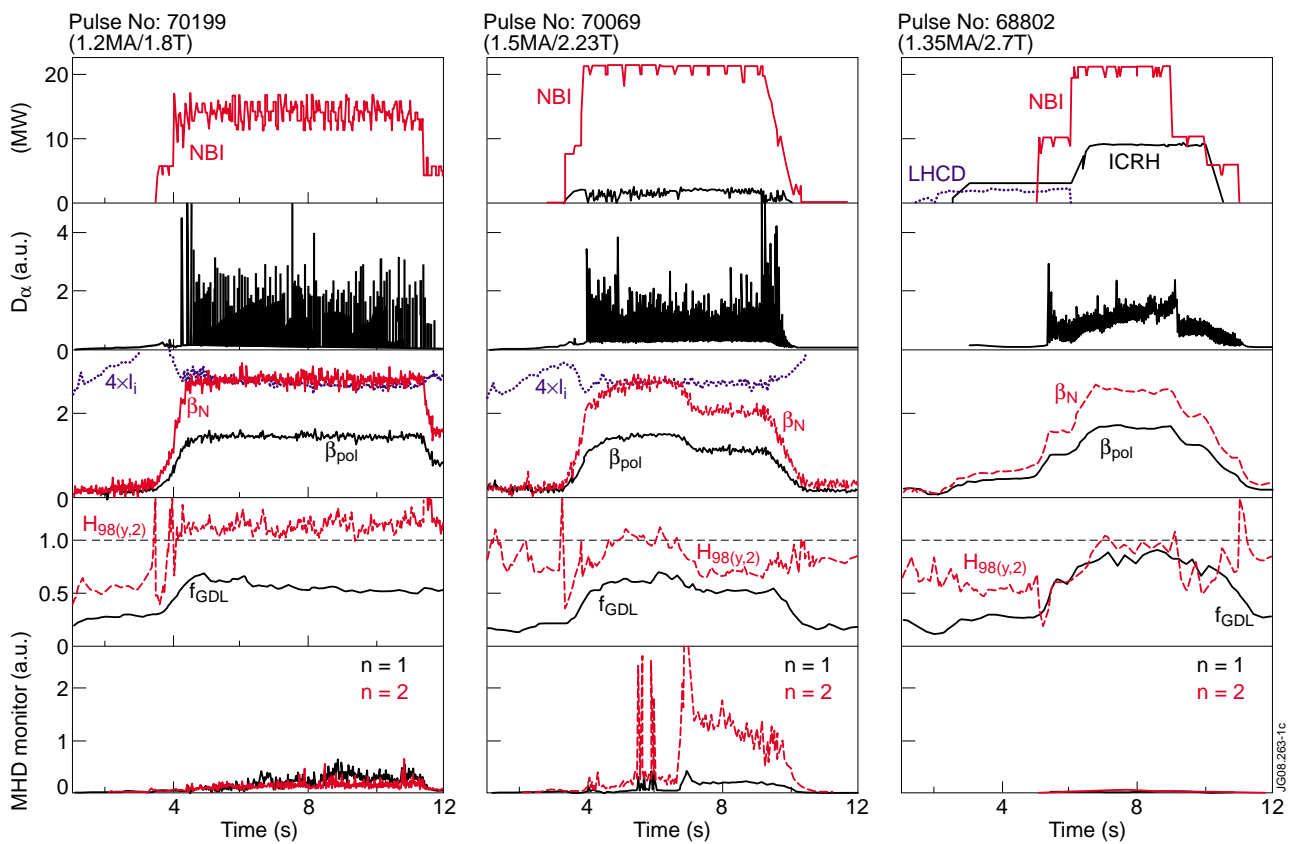 Pulse No: 70199
(1.2MA/1.8T)
Pulse No: 70069
(1.5MA/2.23T)
Pulse No: 68802
(1.35MA/2.7T)
(MW)
20
10
0
NBI
NBI
NBI
ICRH
LHCD
Dα (a.u.)
4
2
0
4×Ii
βN
βpol
2
0
4×Ii
βN
βpol
βN
βpol
H98(y,2)
1.0
0.5
0
fGDL
H98(y,2)
fGDL
H98(y,2)
fGDL
MHD monitor (a.u.)
2
1
0
n = 1
n = 2
n = 1
n = 2
n = 1
n = 2
4
8
12
4
8
12
4
8
12
Time (s)
Time (s)
Time (s)
JG08.263-1c